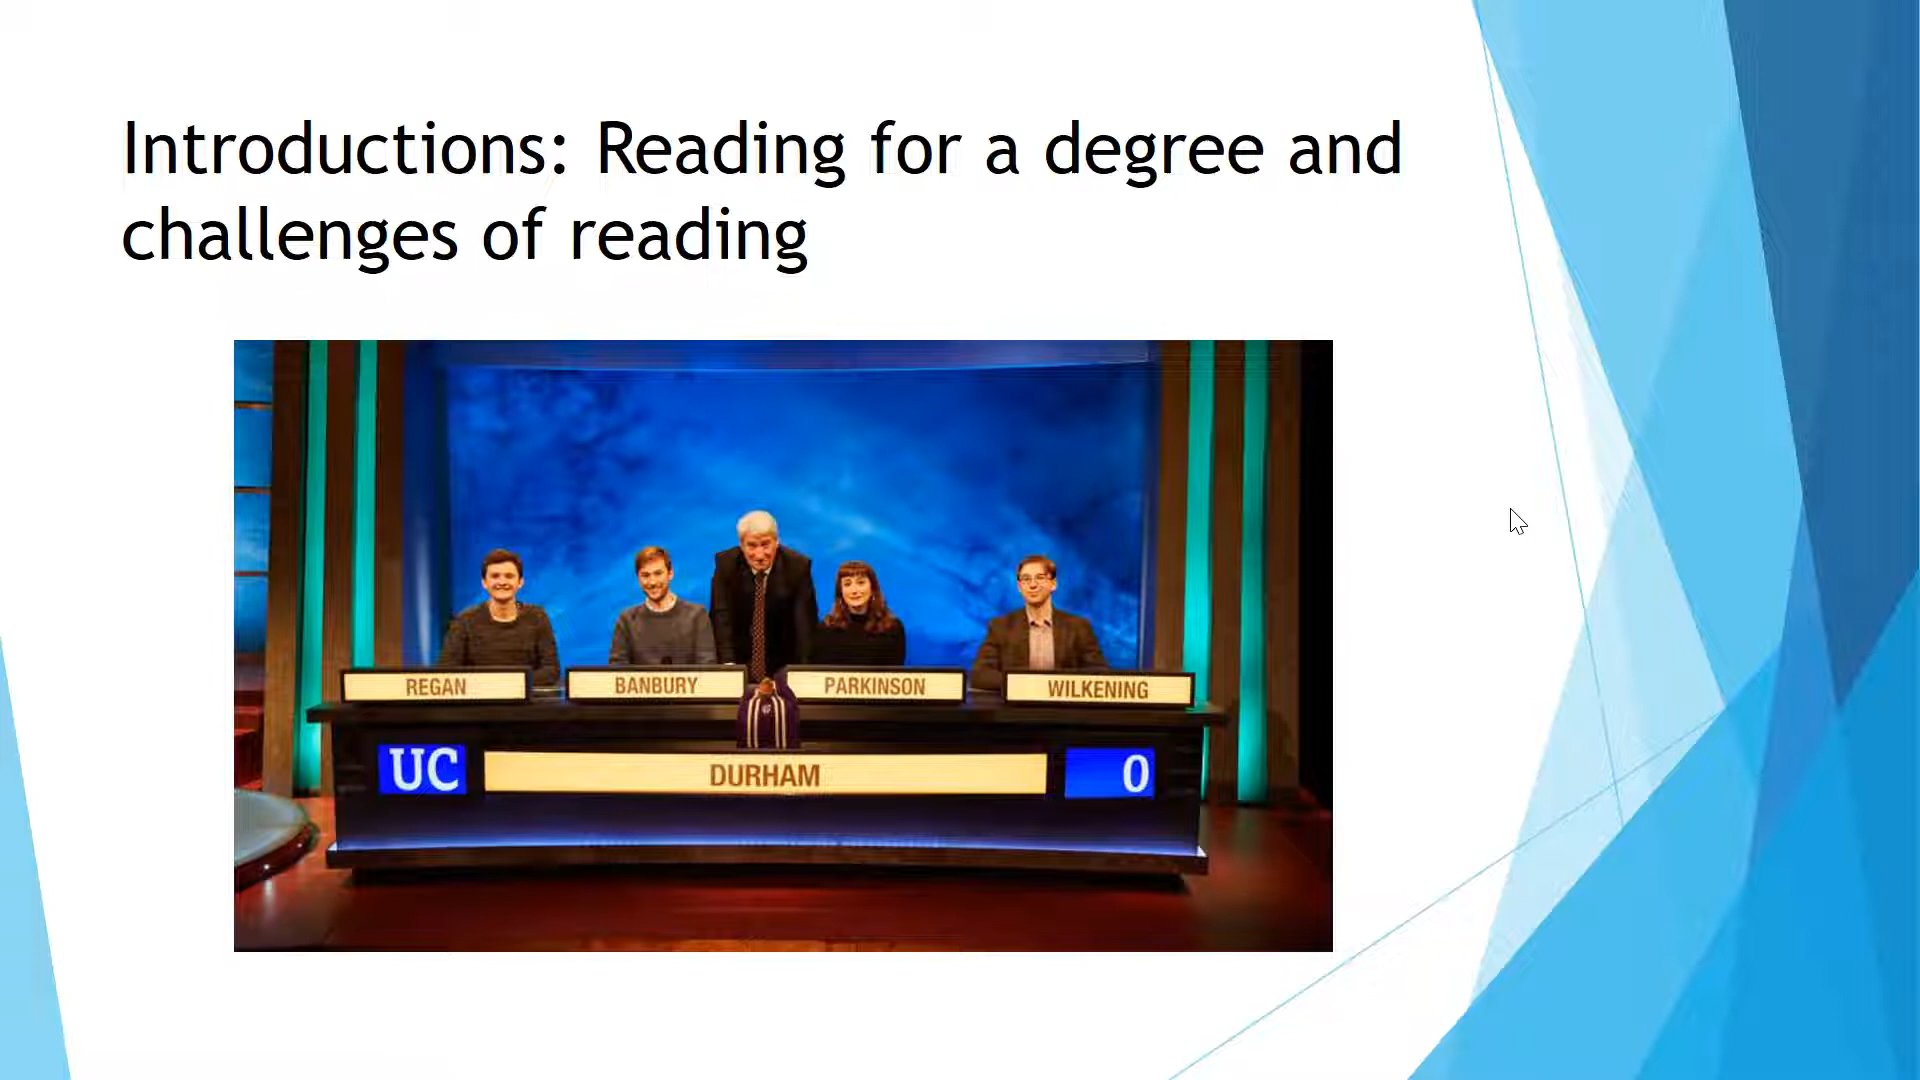 Introductions: Reading for a degree and
challenges of reading
REGAN
BANBURY
PARKINSON
WILKENING
UC
DURHAM
0